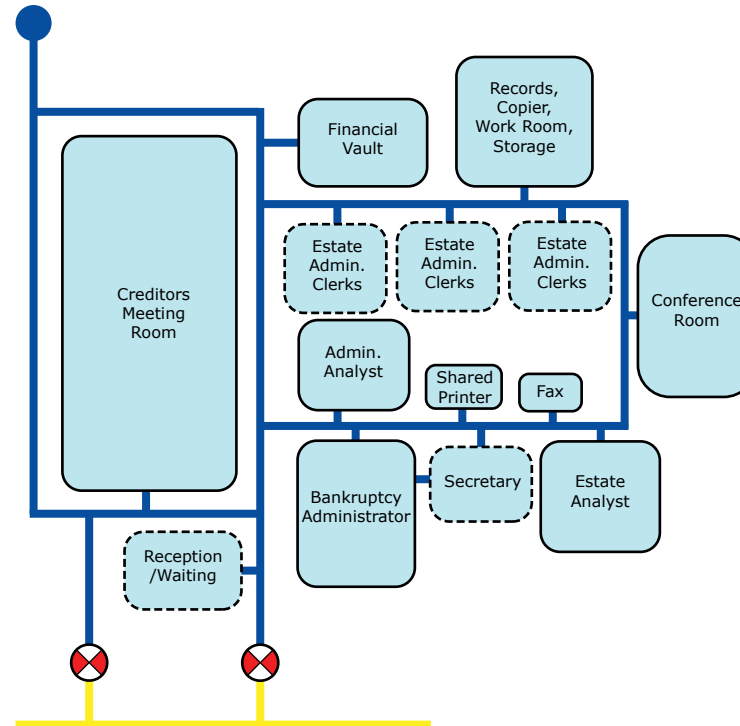 Records,
Copier,
Work Room,
Storage
Financial
Vault
Estate
Admin.
Clerks
Estate
Admin.
Clerks
Estate
Admin.
Clerks
Creditors
Meeting
Room
Conference
Room
Admin.
Analyst
Shared
Printer
Fax
Bankruptcy
Administrator
Secretary
Estate
Analyst
Reception
/Waiting